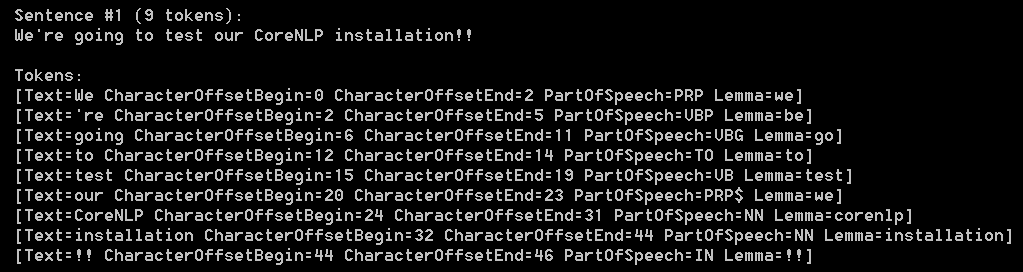 Sentence #1 (9 tokens):
We're going to test our CoreNLP installation!!
Tokens:
[Text=We CharacterOffsetBegin=0 CharacterOffsetEnd=2 PartOfSpeech=PRP Lemma=we]
[Text='re CharacterOffsetBegin=2 CharacterOffsetEnd=5 PartOfSpeech=VBP Lemma=be]
[Text=going CharacterOffsetBegin=6 CharacterOffsetEnd=11 PartOfSpeech=VBG Lemma=go]
[Text=to CharacterOffsetBegin=12 CharacterOffsetEnd=14 PartOfSpeech=TO Lemma=to]
[Text=test CharacterOffsetBegin=15 CharacterOffsetEnd=19 PartOfSpeech=VB Lemma=test]
[Text=our CharacterOffsetBegin=20 CharacterOffsetEnd=23 PartOfSpeech=PRP$ Lemma=we]
[Text=CoreNLP CharacterOffsetBegin=24 CharacterOffsetEnd=31 PartOfSpeech=NN Lemma=corenlp]
[Text=installation CharacterOffsetBegin=32 CharacterOffsetEnd=44 PartOfSpeech=NN Lemma=installation]
[Text=!! CharacterOffsetBegin=44 CharacterOffsetEnd=46 PartOfSpeech=IN Lemma=!!]